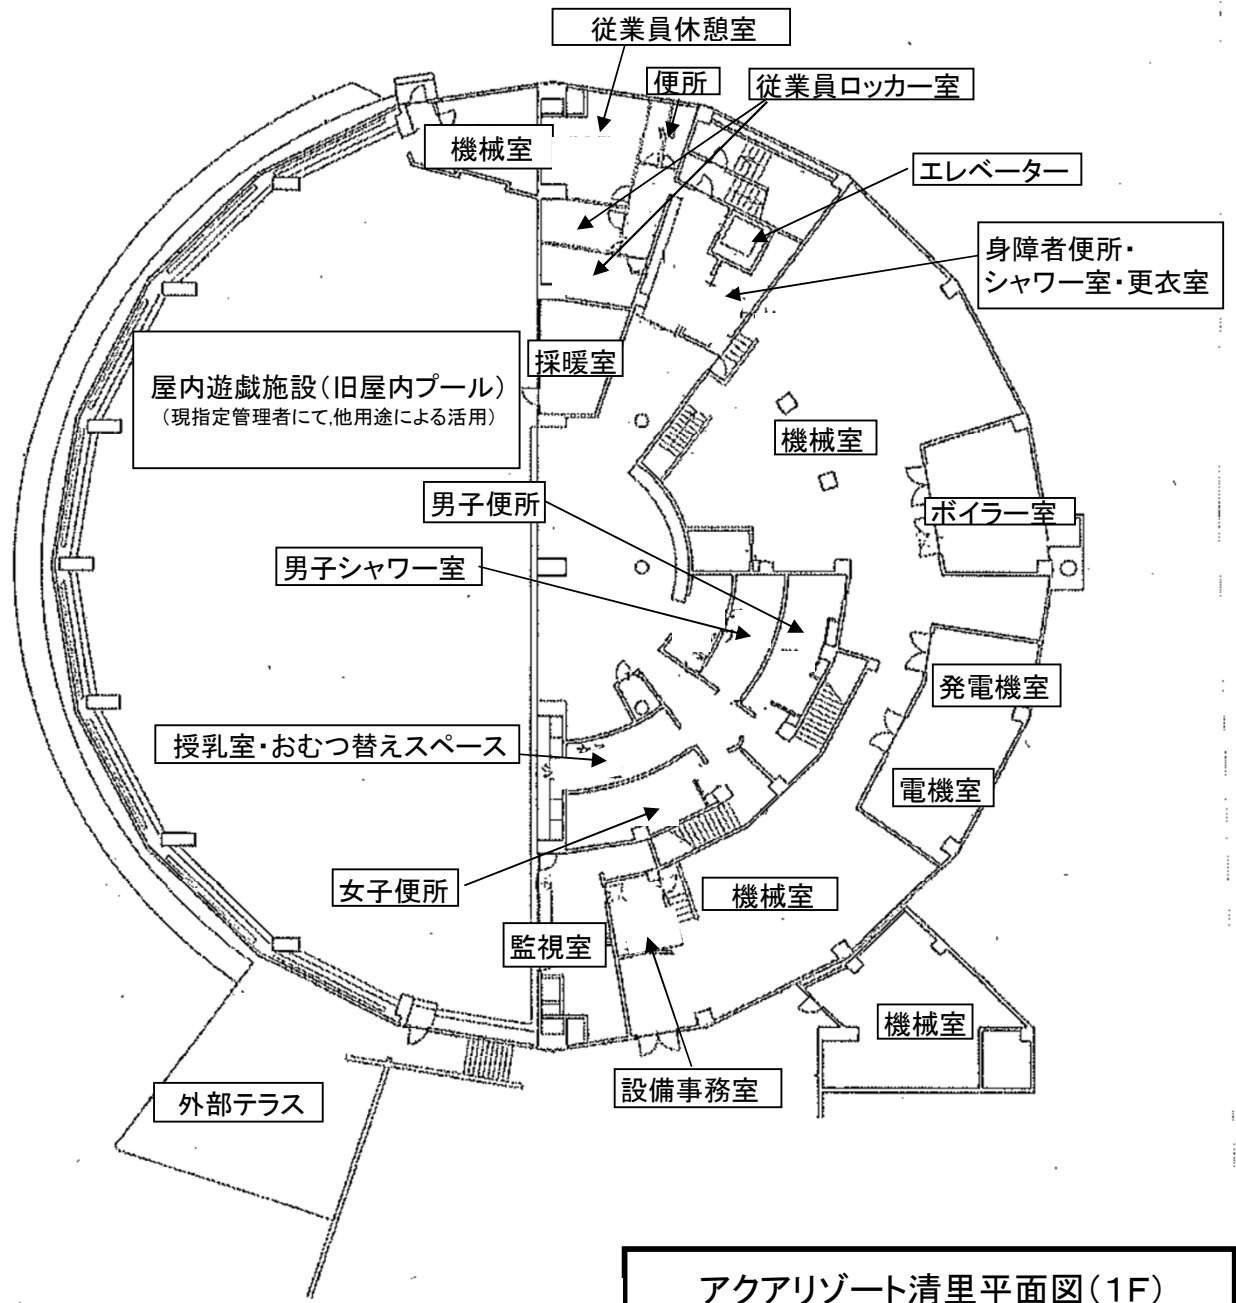 従業員休憩室
便所
従業員ロッカー室
機械室
エレベーター
身障者便所・
シャワー室・更衣室
採暖室
屋内遊戯施設（旧屋内プール）
（現指定管理者にて,他用途による活用）
機械室
男子便所
ボイラー室
男子シャワー室
発電機室
授乳室・おむつ替えスペース
電機室
女子便所
機械室
監視室
機械室
設備事務室
外部テラス
アクアリゾート清里平面図（１F）